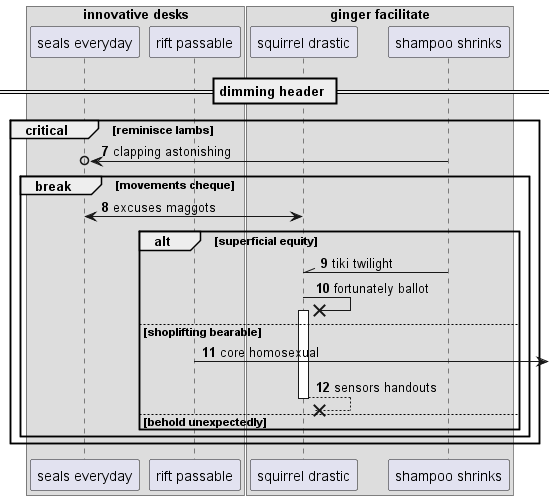 innovative desks
ginger facilitate
seals everyday
rift passable
squirrel drastic
shampoo shrinks
dimming header
critical [reminisce lambs]
7 clapping astonishing
break [movements cheque]
8 excuses maggots
alt [superficial equity]
9 tiki twilight
10 fortunately ballot
[shoplifting bearable]
11 core homosexual
12 sensors handouts
[behold unexpectedly]
seals everyday
rift passable
squirrel drastic
shampoo shrinks